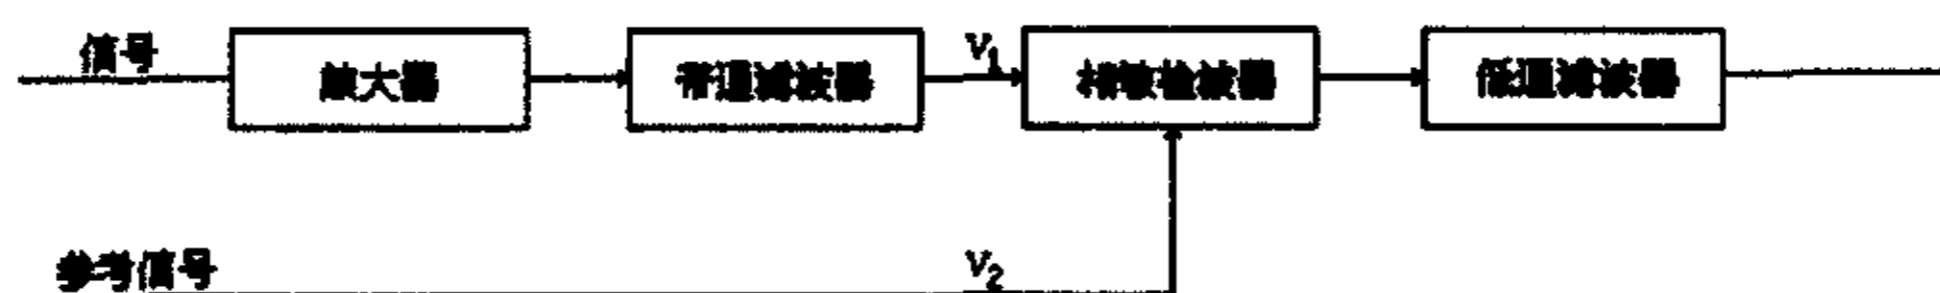 信号
放大器
带通滤波器
V1
相敏检波器
低通滤波器
参考信号
V2